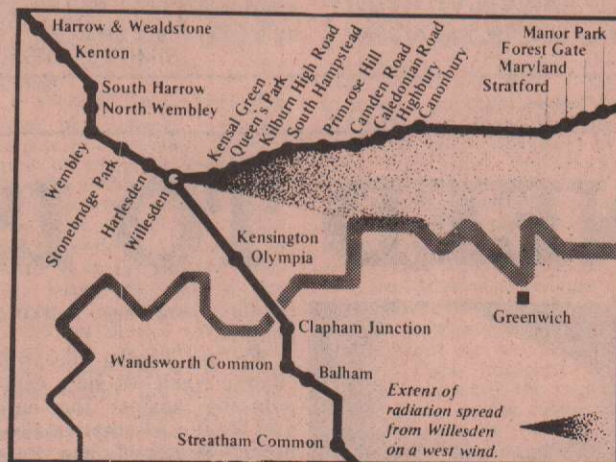 Harrow & Wealdstone
Kenton
South Harrow
North Wembley
Wembley
Stonebridge Park
Harlesden
Willesden
Kensal Green
Queen's Park
Kilburn High Road
South Hampstead
Primrose Hill
Camden Road
Caledonian Road
Highbury
Canonbury
Manor Park
Forest Gate
Maryland
Stratford
Kensington
Olympia
Greenwich
Clapham Junction
Wandsworth Common
Balham
Streatham Common
Extent of
radiation spread
from Willesden
on a west wind.